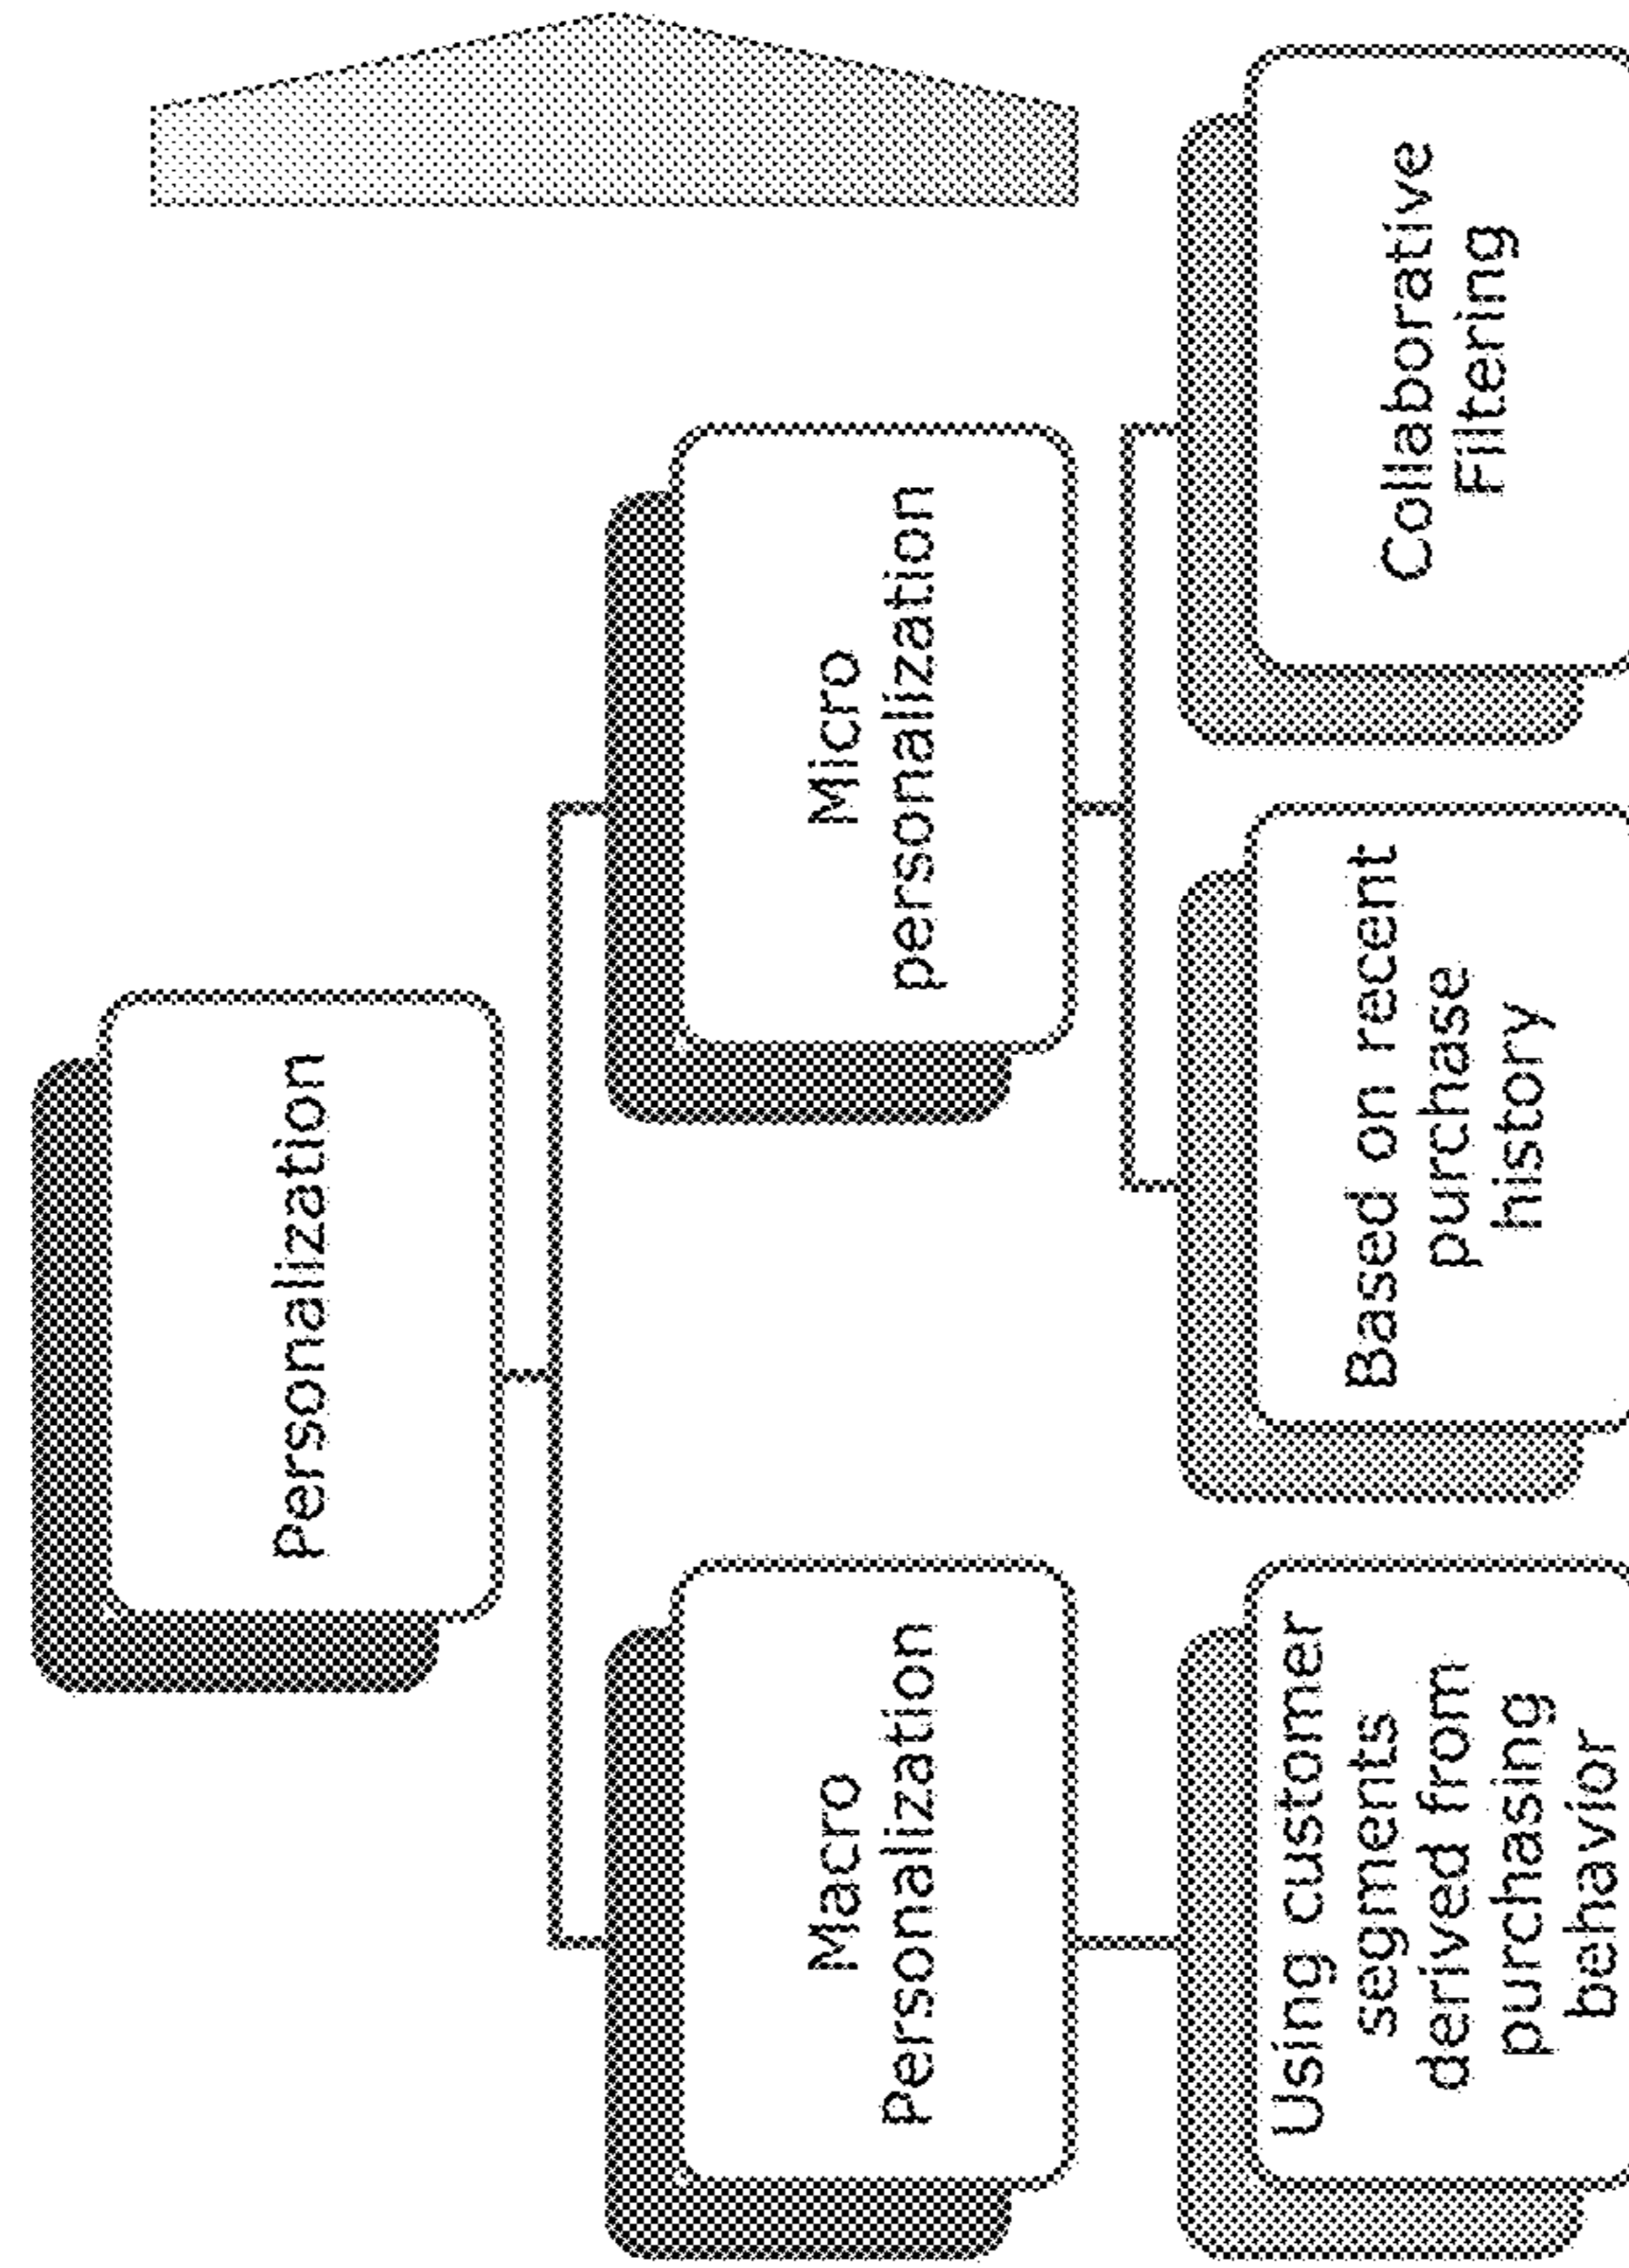 Personalization
Macro
Personalization
Micro
personalization
Using customer
segments
derived from
purchasing
behavior
Based on recent
purchase
history
Collaborative
Filtering